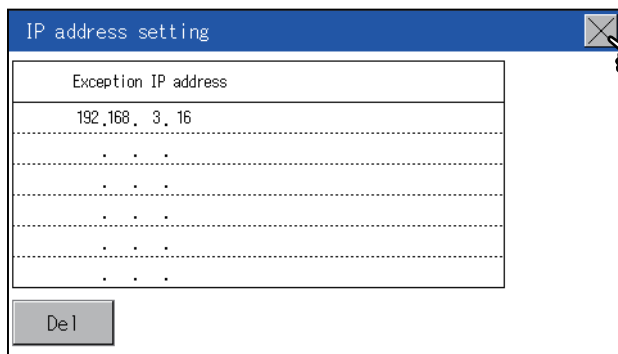 IP address setting
Exception IP address
192.168. 3. 16
. . .
. . .
. . .
. . .
. . .
Del